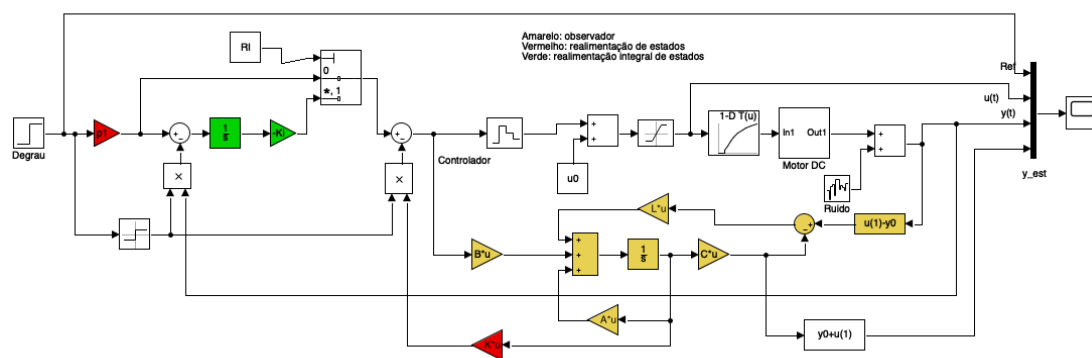 Amarelo: observador
Vermelho: realimentação de estados
Verde: realimentação integral de estados
RI
0
*, 1
Ref
u(t)
y(t)
y_est
Degrau
p1
+
−
1
s
-Ki
+
−
Controlador
×
×
+
+
u0
1-D T(u)
In1
Out1
Motor DC
+
+
Ruido
L*u
−
+
u(1)-y0
B*u
+
+
+
1
s
C*u
A*u
K*u
y0+u(1)